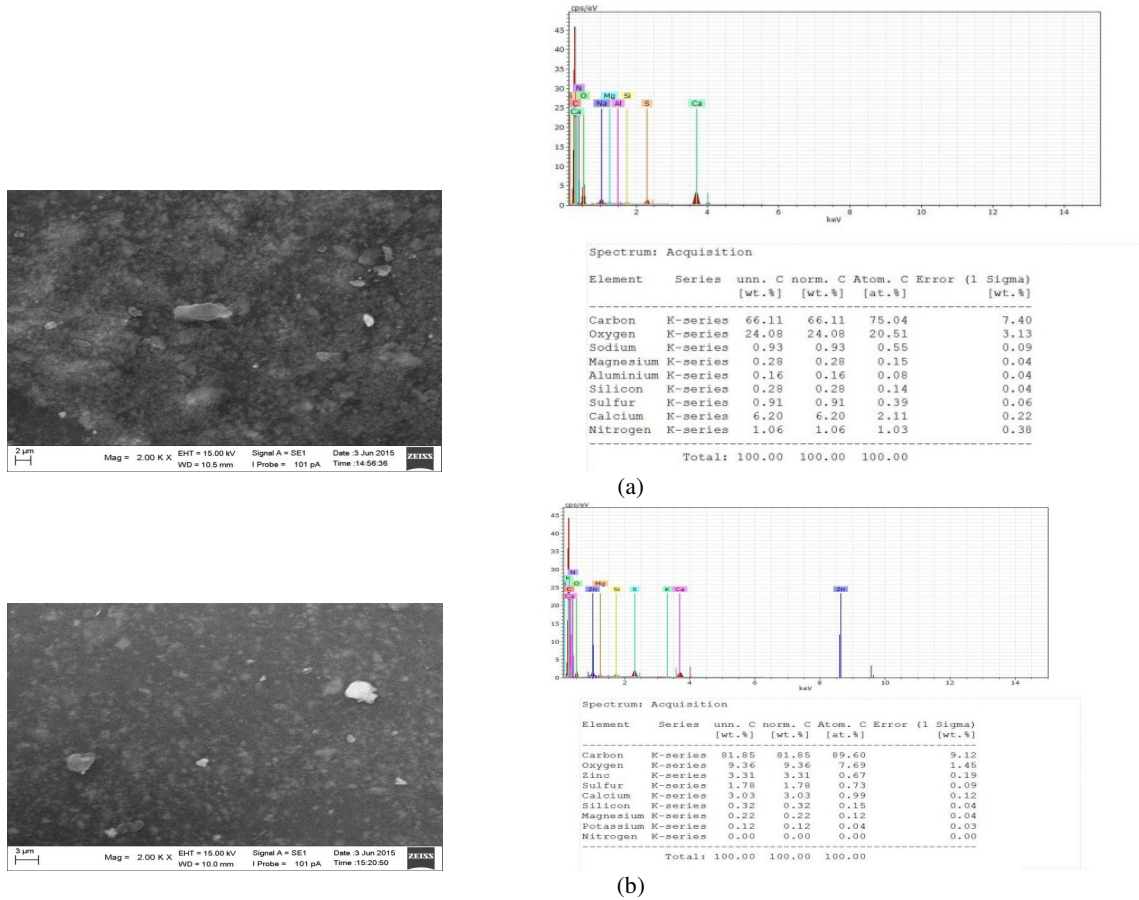 cps/eV
45
40
35
30
25
20
15
10
5
0
N
S O Mg Si
C Na Al S Ca
Ca
2 4 6 8 10 12 14
keV
Spectrum: Acquisition
Element Series unn. C norm. C Atom. C Error (1 Sigma)
[wt.%] [wt.%] [at.%] [wt.%]
Carbon K-series 66.11 66.11 75.04 7.40
Oxygen K-series 24.08 24.08 20.51 3.13
Sodium K-series 0.93 0.93 0.55 0.09
Magnesium K-series 0.28 0.28 0.15 0.04
Aluminium K-series 0.16 0.16 0.08 0.04
Silicon K-series 0.28 0.28 0.14 0.04
Sulfur K-series 0.91 0.91 0.39 0.06
Calcium K-series 6.20 6.20 2.11 0.22
Nitrogen K-series 1.06 1.06 1.03 0.38
Total: 100.00 100.00 100.00
2 µm Mag = 2.00 K X EHT = 15.00 kV Signal A = SE1 Date :3 Jun 2015 ZEISS
WD = 10.5 mm I Probe = 101 pA Time :14:56:36
(a)
cps/eV
45
40
35
30
25
20
15
10
5
0
N
K
C O Zn Mg Si S K Ca Zn
Ca
2 4 6 8 10 12 14
keV
Spectrum: Acquisition
Element Series unn. C norm. C Atom. C Error (1 Sigma)
[wt.%] [wt.%] [at.%] [wt.%]
Carbon K-series 81.85 81.85 89.60 9.12
Oxygen K-series 9.36 9.36 7.69 1.45
Zinc K-series 3.31 3.31 0.67 0.19
Sulfur K-series 1.78 1.78 0.73 0.09
Calcium K-series 3.03 3.03 0.99 0.12
Silicon K-series 0.32 0.32 0.15 0.04
Magnesium K-series 0.22 0.22 0.12 0.04
Potassium K-series 0.12 0.12 0.04 0.03
Nitrogen K-series 0.00 0.00 0.00 0.00
Total: 100.00 100.00 100.00
3 µm Mag = 2.00 K X EHT = 15.00 kV Signal A = SE1 Date :3 Jun 2015 ZEISS
WD = 10.0 mm I Probe = 101 pA Time :15:20:50
(b)